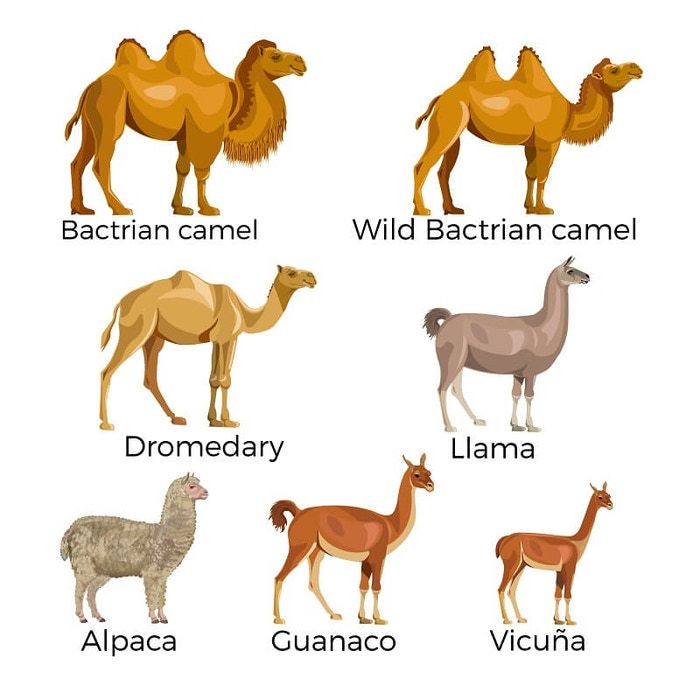 Bactrian camel
Wild Bactrian camel
Dromedary
Llama
Alpaca
Guanaco
Vicuña